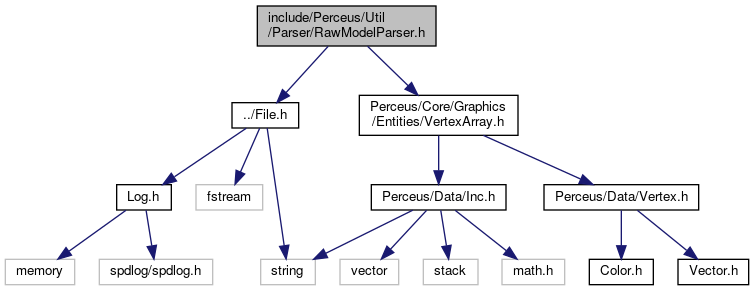 include/Perceus/Util
/Parser/RawModelParser.h
../File.h
Perceus/Core/Graphics
/Entities/VertexArray.h
Log.h
fstream
Perceus/Data/Inc.h
Perceus/Data/Vertex.h
memory
spdlog/spdlog.h
string
vector
stack
math.h
Color.h
Vector.h